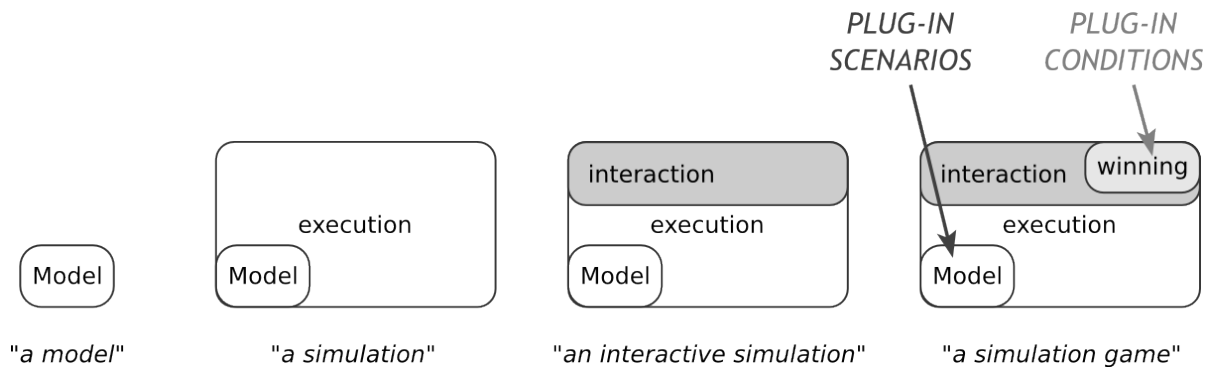 PLUG-IN
SCENARIOS
PLUG-IN
CONDITIONS
Model
"a model"
execution
Model
"a simulation"
interaction
execution
Model
"an interactive simulation"
interaction
winning
execution
Model
"a simulation game"